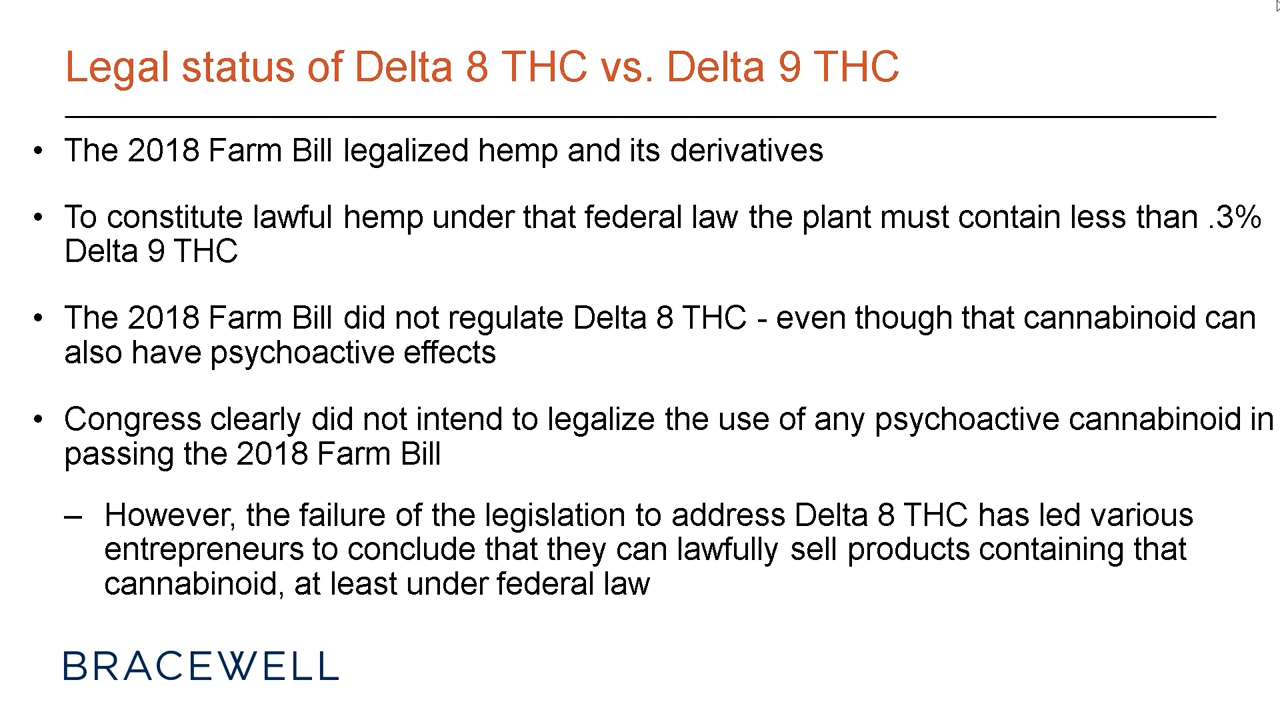 Legal status of Delta 8 THC vs. Delta 9 THC
• The 2018 Farm Bill legalized hemp and its derivatives
• To constitute lawful hemp under that federal law the plant must contain less than .3%
Delta 9 THC
• The 2018 Farm Bill did not regulate Delta 8 THC - even though that cannabinoid can
also have psychoactive effects
• Congress clearly did not intend to legalize the use of any psychoactive cannabinoid in
passing the 2018 Farm Bill
– However, the failure of the legislation to address Delta 8 THC has led various
entrepreneurs to conclude that they can lawfully sell products containing that
cannabinoid, at least under federal law
BRACEWELL